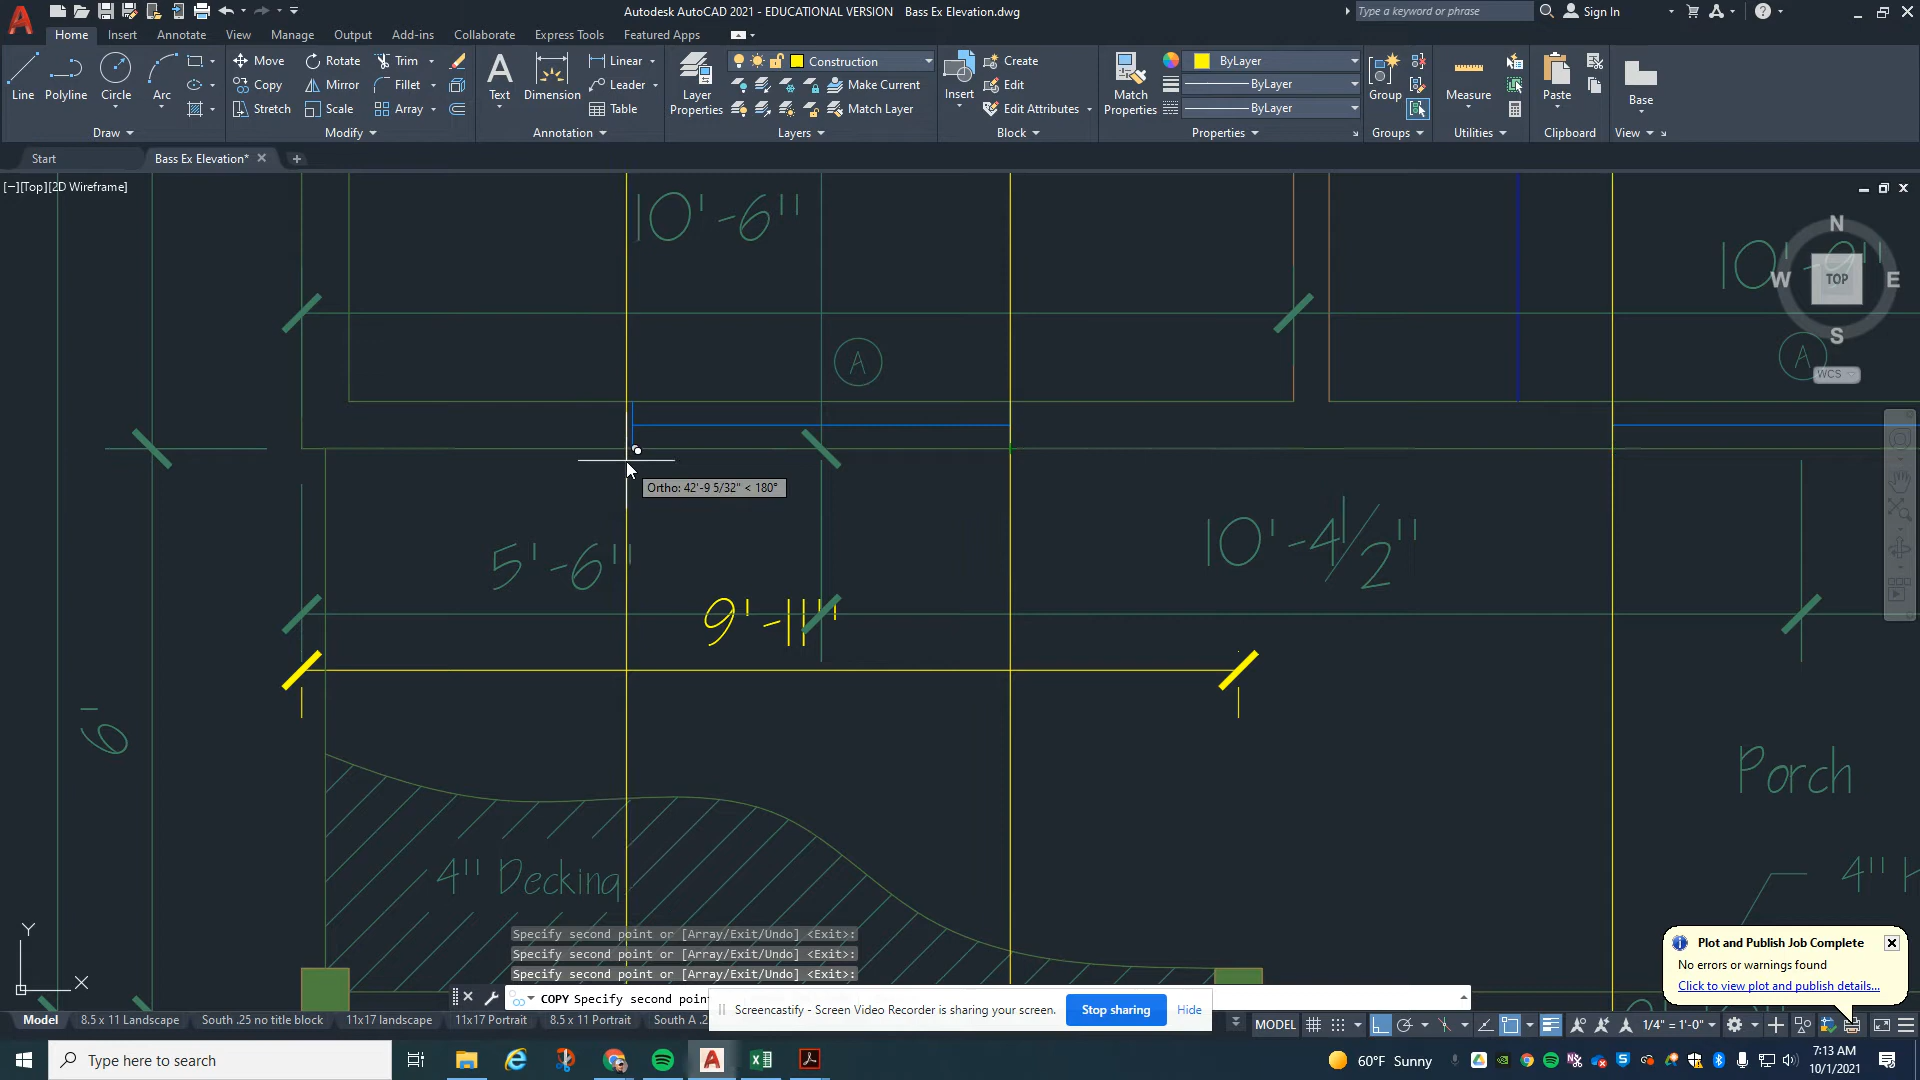 Autodesk AutoCAD 2021 - EDUCATIONAL VERSION Bass Ex Elevation.dwg
Type a keyword or phrase
Sign In
Home Insert Annotate View Manage Output Add-ins Collaborate Express Tools Featured Apps
Line Polyline Circle Arc
Move Rotate Trim
Copy Mirror Fillet
Stretch Scale Array
Text Dimension
Linear
Leader
Table
Layer Properties
Construction
Make Current
Match Layer
Insert
Create
Edit
Edit Attributes
Match Properties
ByLayer
ByLayer
ByLayer
Group
Measure
Paste
Base
Draw Modify Annotation Layers Block Properties Groups Utilities Clipboard View
Start Bass Ex Elevation*
[−][Top][2D Wireframe]
N
W TOP E
S
WCS
10'-6"
10'-9"
A
A
Ortho: 42'-9 5/32" < 180°
5'-6"
10'-4 1/2"
9'-11"
Porch
4" Decking
4" H
Y
X
Specify second point or [Array/Exit/Undo] <Exit>:
Specify second point or [Array/Exit/Undo] <Exit>:
Specify second point or [Array/Exit/Undo] <Exit>:
COPY Specify second point
Screencastify - Screen Video Recorder is sharing your screen.
Stop sharing
Hide
Plot and Publish Job Complete
No errors or warnings found
Click to view plot and publish details...
Model 8.5 x 11 Landscape South .25 no title block 11x17 landscape 11x17 Portrait 8.5 x 11 Portrait South A .2
MODEL
1/4" = 1'-0"
Type here to search
60°F Sunny
7:13 AM
10/1/2021